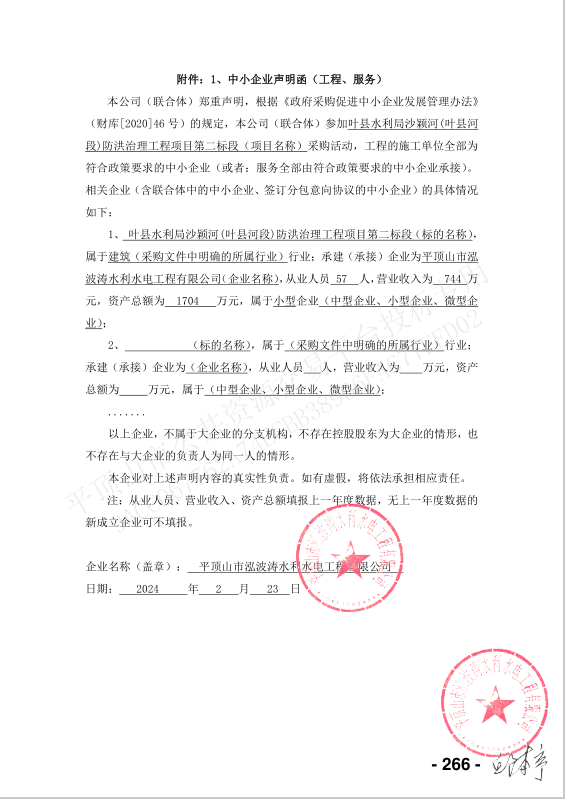 附件：1、中小企业声明函（工程、服务）
本公司（联合体）郑重声明，根据《政府采购促进中小企业发展管理办法》
（财库[2020]46号）的规定，本公司（联合体）参加叶县水利局沙颍河(叶县河
段)防洪治理工程项目第二标段（项目名称）采购活动，工程的施工单位全部为
符合政策要求的中小企业（或者：服务全部由符合政策要求的中小企业承接）。
相关企业（含联合体中的中小企业、签订分包意向协议的中小企业）的具体情况
如下：
1、 叶县水利局沙颍河(叶县河段)防洪治理工程项目第二标段（标的名称），
属于建筑（采购文件中明确的所属行业）行业；承建（承接）企业为平顶山市泓
波涛水利水电工程有限公司(企业名称)，从业人员 57 人，营业收入为 744 万
元，资产总额为 1704 万元，属于小型企业（中型企业、小型企业、微型企
业）；
2、 （标的名称），属于（采购文件中明确的所属行业）行业；
承建（承接）企业为（企业名称），从业人员 人，营业收入为 万元，资产
总额为 万元，属于（中型企业、小型企业、微型企业）；
.......
以上企业，不属于大企业的分支机构，不存在控股股东为大企业的情形，也
不存在与大企业的负责人为同一人的情形。
本企业对上述声明内容的真实性负责。如有虚假，将依法承担相应责任。
注：从业人员、营业收入、资产总额填报上一年度数据，无上一年度数据的
新成立企业可不填报。
企业名称（盖章）： 平顶山市泓波涛水利水电工程有限公司
日期： 2024 年 2 月 23 日
- 266 -